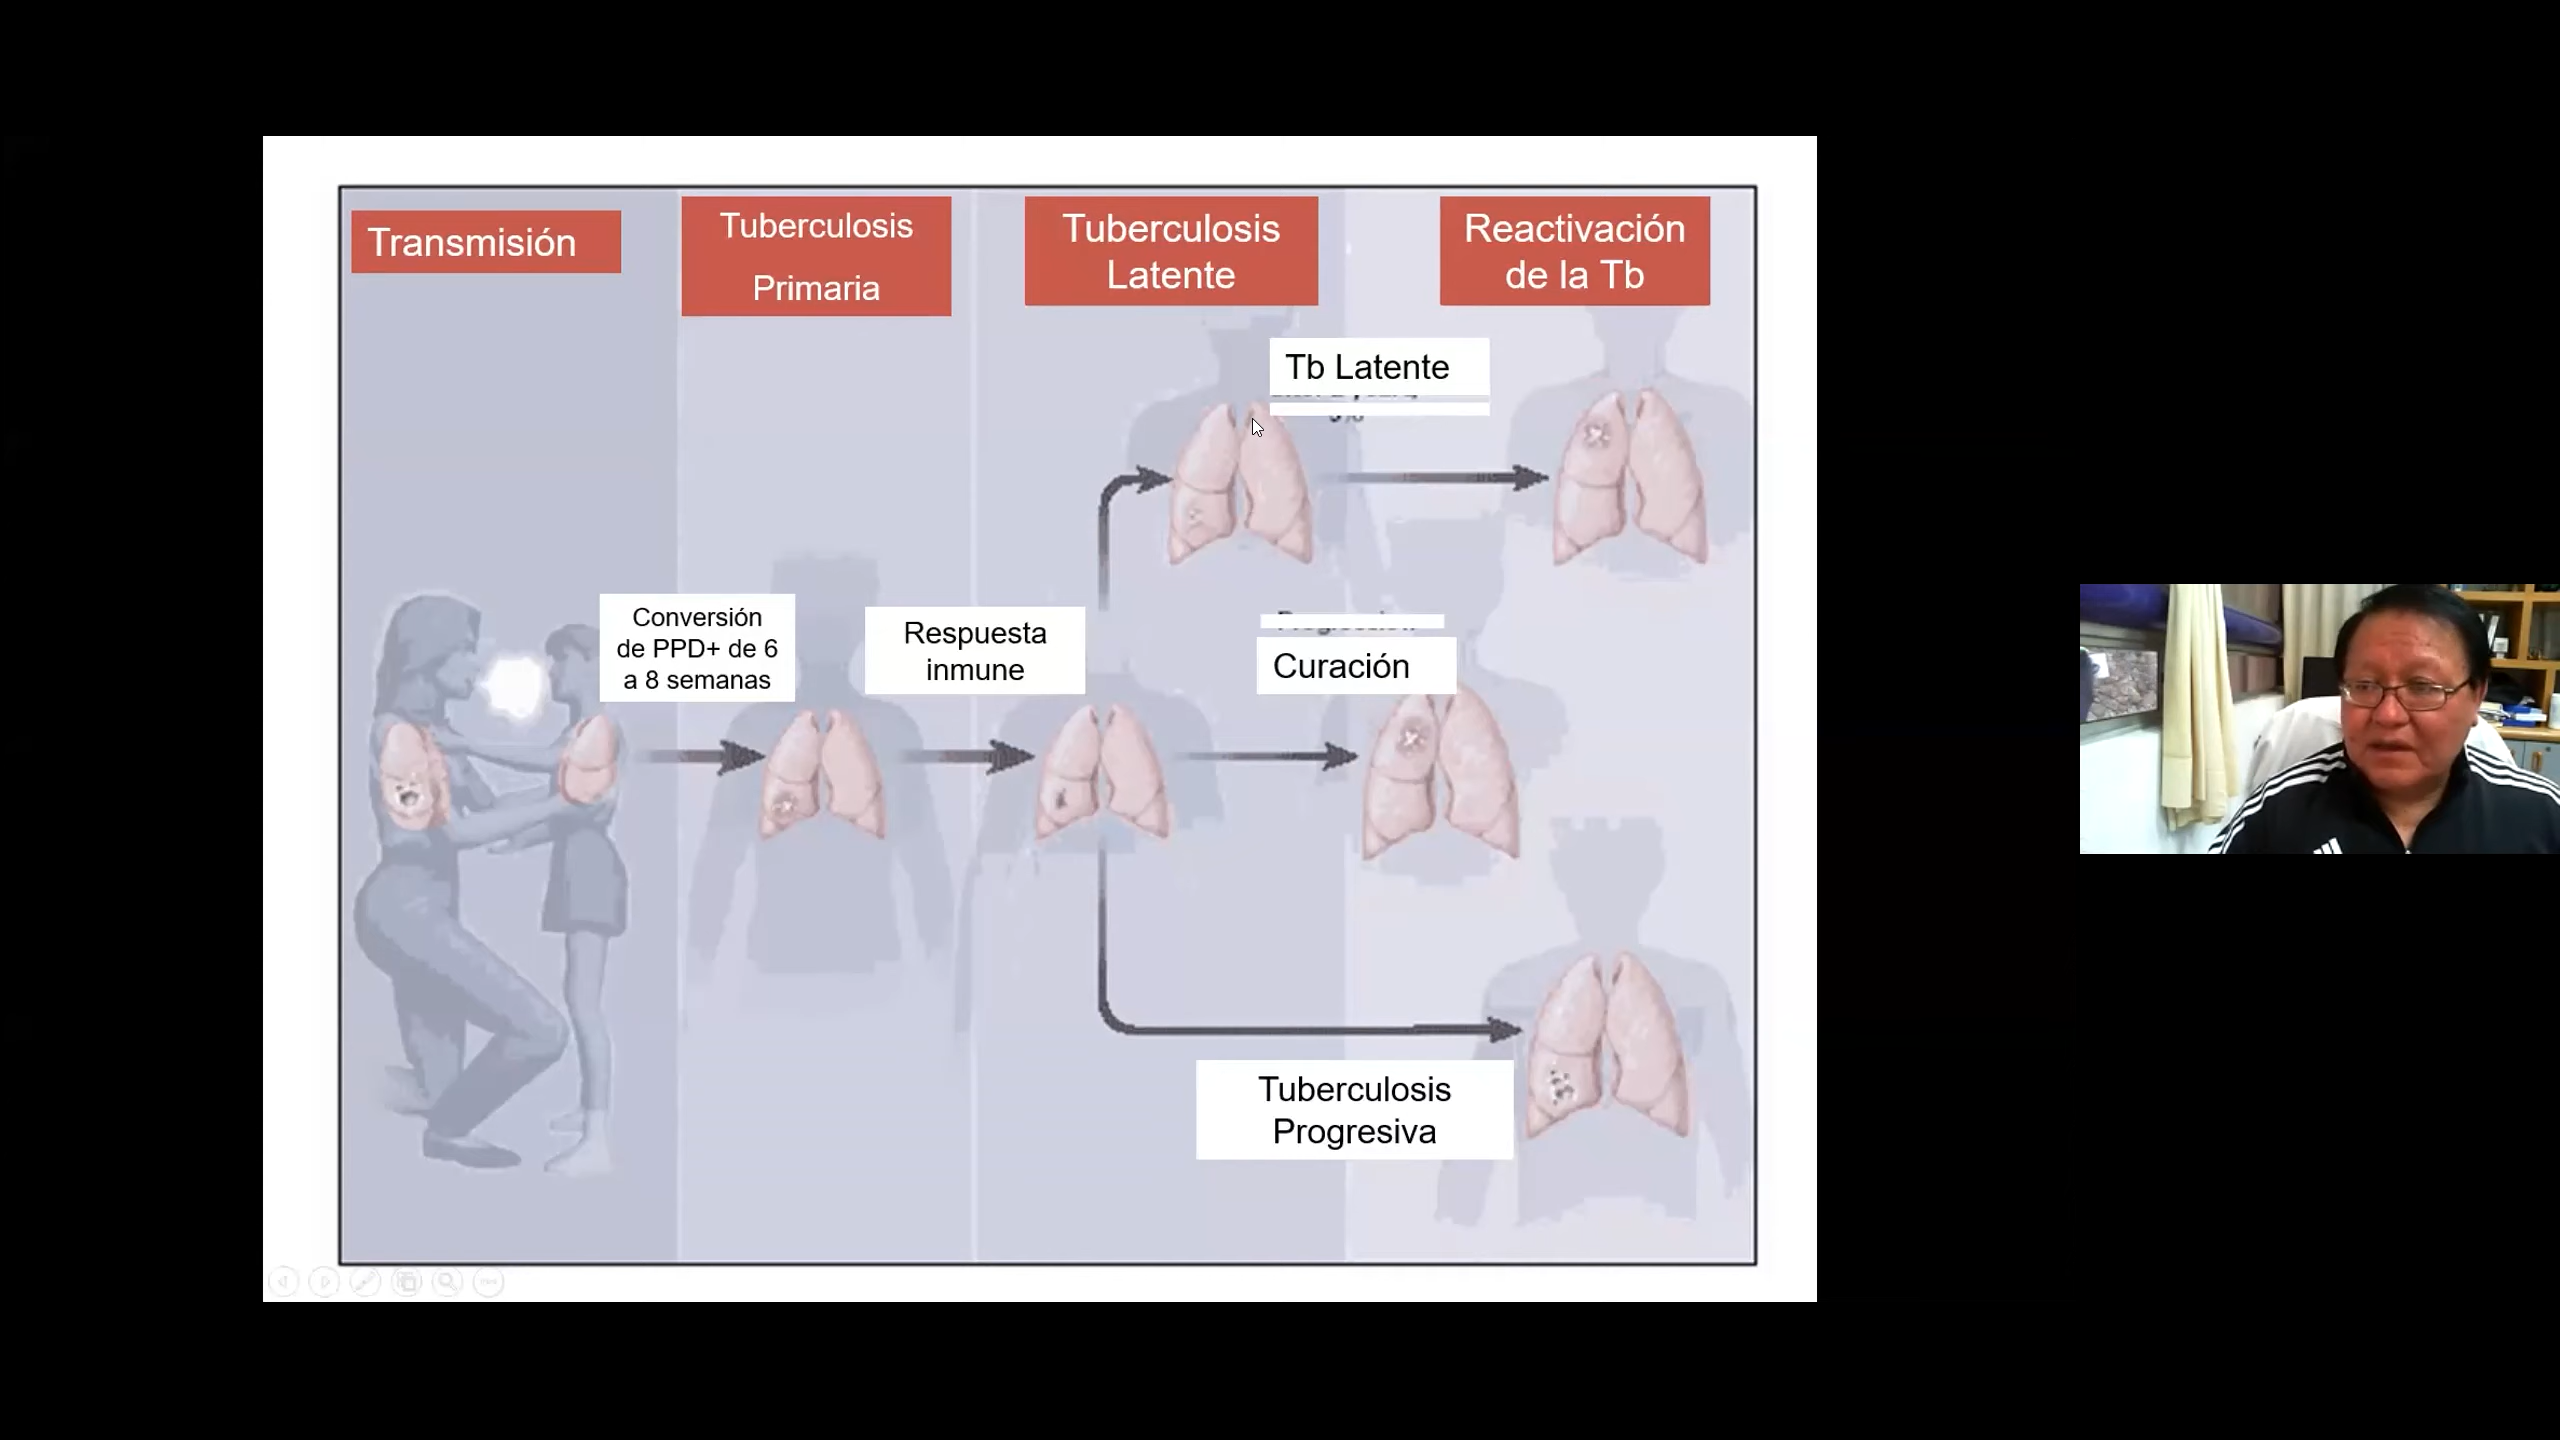 Transmisión
Tuberculosis
Primaria
Tuberculosis
Latente
Reactivación
de la Tb
Tb Latente
Conversión
de PPD+ de 6
a 8 semanas
Respuesta
inmune
Curación
Tuberculosis
Progresiva